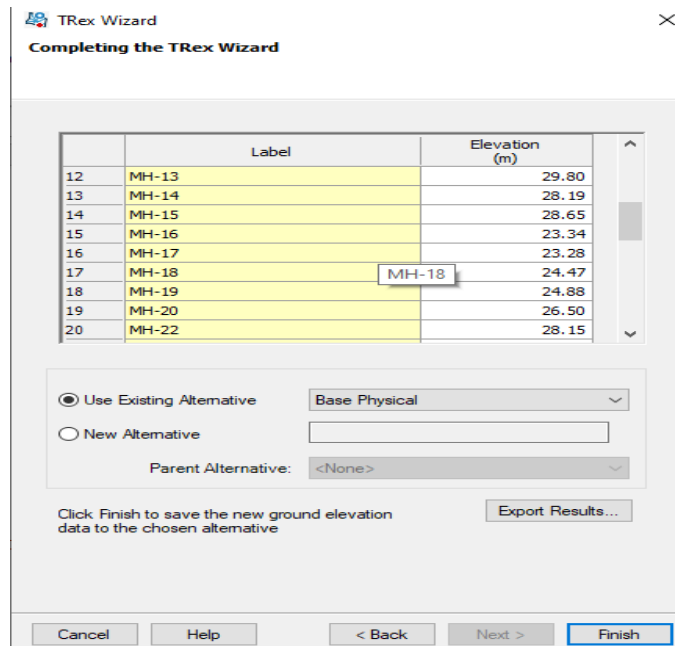 TRex Wizard
Completing the TRex Wizard
Label Elevation
(m)
12 MH-13 29.80
13 MH-14 28.19
14 MH-15 28.65
15 MH-16 23.34
16 MH-17 23.28
17 MH-18 MH-18 24.47
18 MH-19 24.88
19 MH-20 26.50
20 MH-22 28.15
Use Existing Alternative Base Physical
New Alternative
Parent Alternative: <None>
Click Finish to save the new ground elevation Export Results...
data to the chosen alternative
Cancel Help < Back Next > Finish